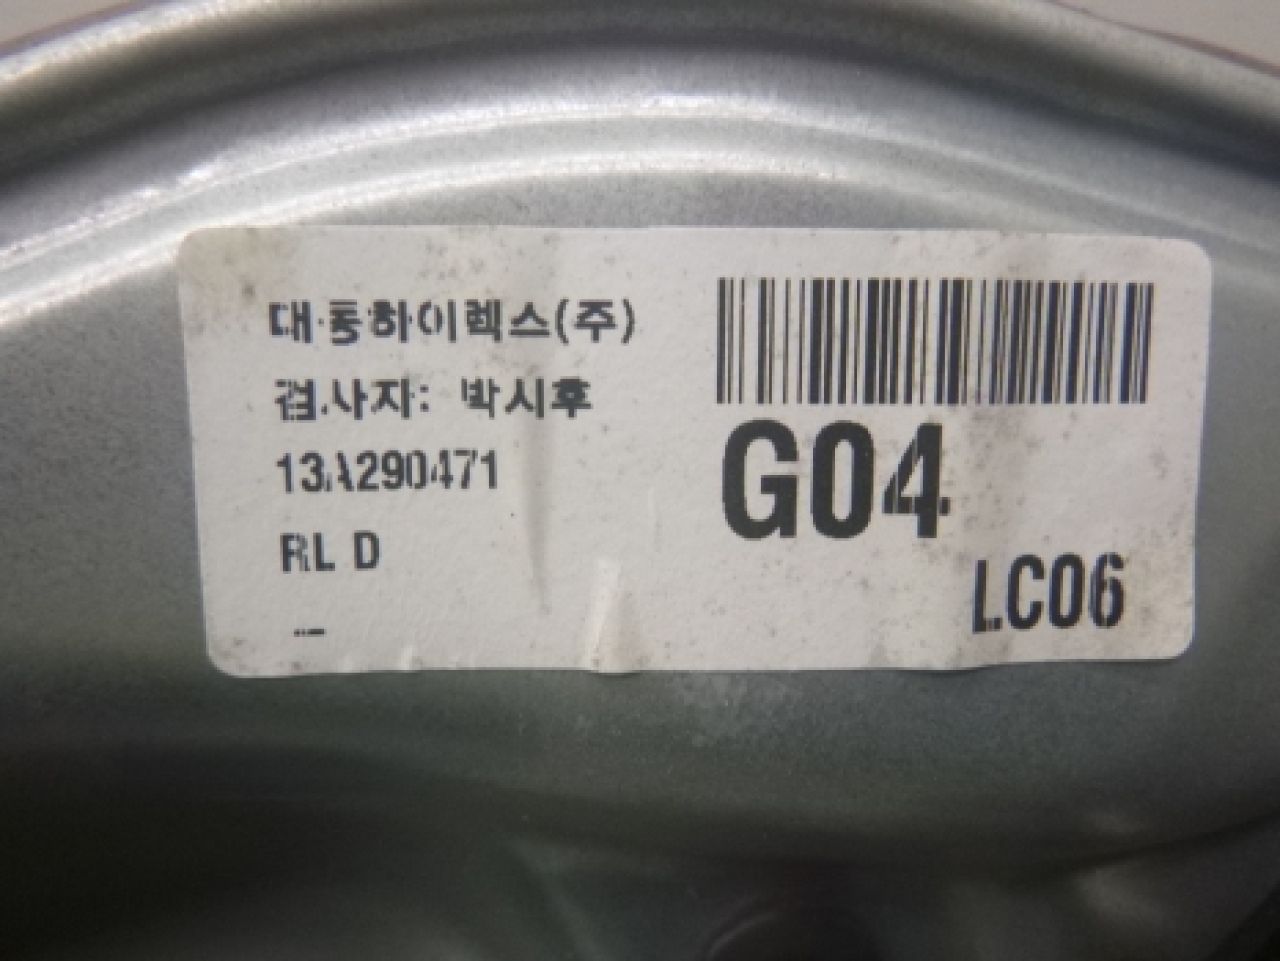 대동하이렉스(주)
검사자: 박시후
13A290471
RL D
G04
LC06